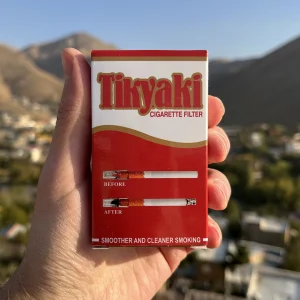 Tikyaki
CIGARETTE FILTER
BEFORE
AFTER
SMOOTHER AND CLEANER SMOKING